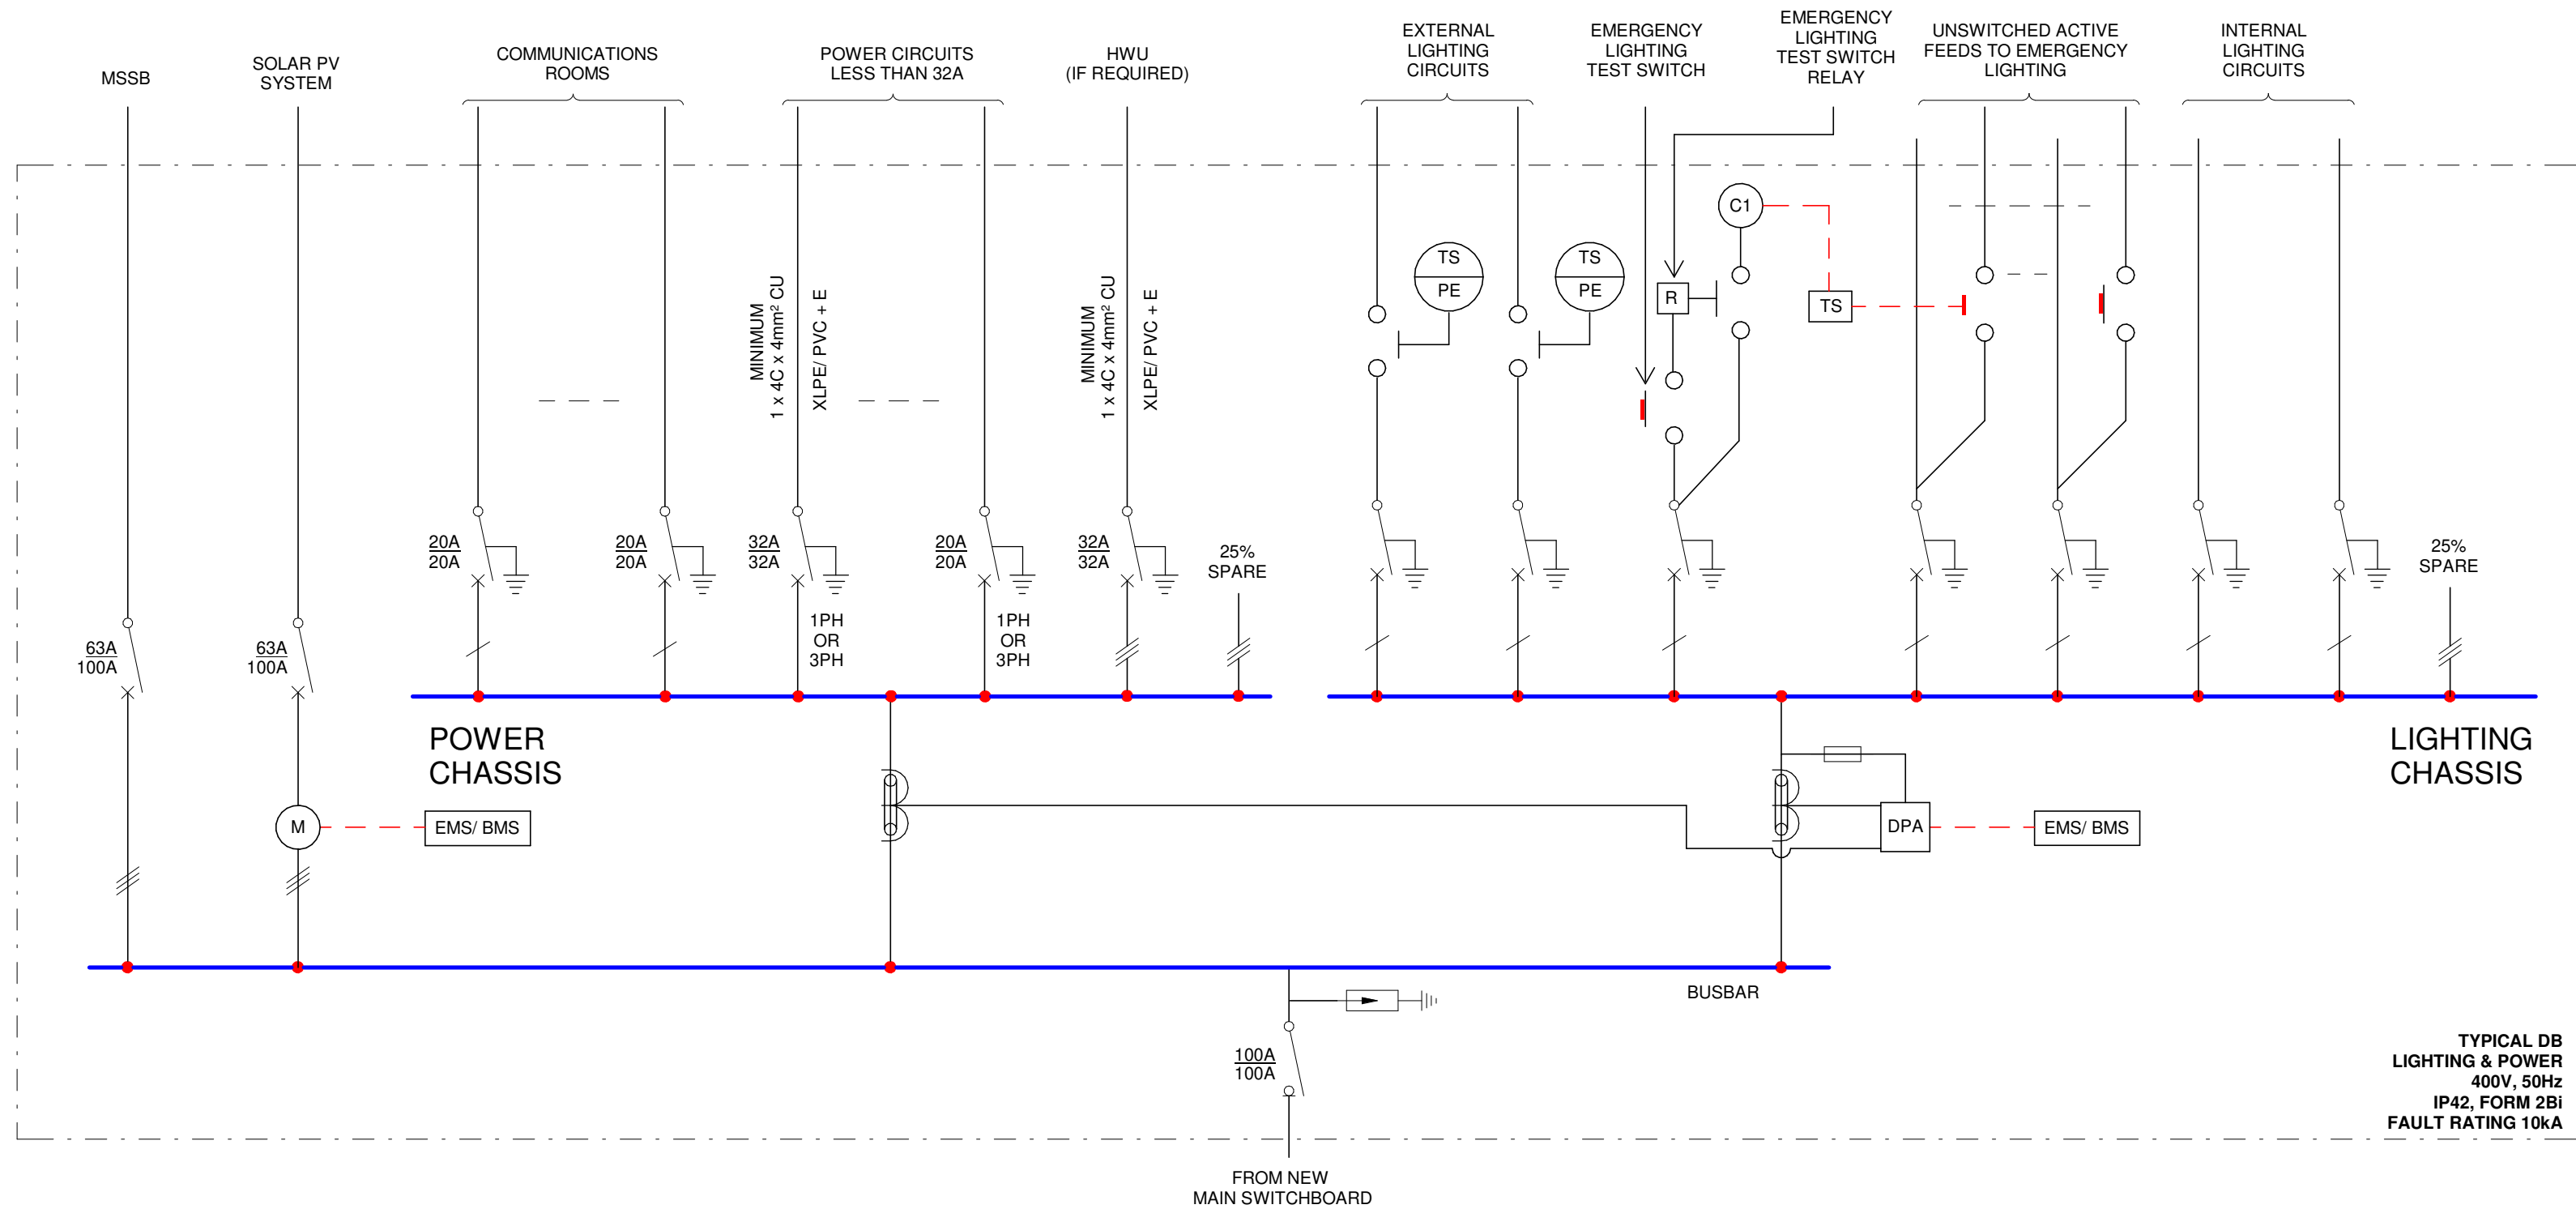 MSSB
SOLAR PV
SYSTEM
COMMUNICATIONS
ROOMS
POWER CIRCUITS
LESS THAN 32A
HWU
(IF REQUIRED)
EXTERNAL
LIGHTING
CIRCUITS
EMERGENCY
LIGHTING
TEST SWITCH
EMERGENCY
LIGHTING
TEST SWITCH
RELAY
UNSWITCHED ACTIVE
FEEDS TO EMERGENCY
LIGHTING
INTERNAL
LIGHTING
CIRCUITS
C1
TS
PE
TS
PE
R
TS
MINIMUM
1 x 4C x 4mm² CU
XLPE/ PVC + E
MINIMUM
1 x 4C x 4mm² CU
XLPE/ PVC + E
20A
20A
20A
20A
32A
32A
20A
20A
32A
32A
25%
SPARE
25%
SPARE
1PH
OR
3PH
1PH
OR
3PH
63A
100A
63A
100A
POWER
CHASSIS
LIGHTING
CHASSIS
M
EMS/ BMS
DPA
EMS/ BMS
BUSBAR
100A
100A
TYPICAL DB
LIGHTING & POWER
400V, 50Hz
IP42, FORM 2Bi
FAULT RATING 10kA
FROM NEW
MAIN SWITCHBOARD